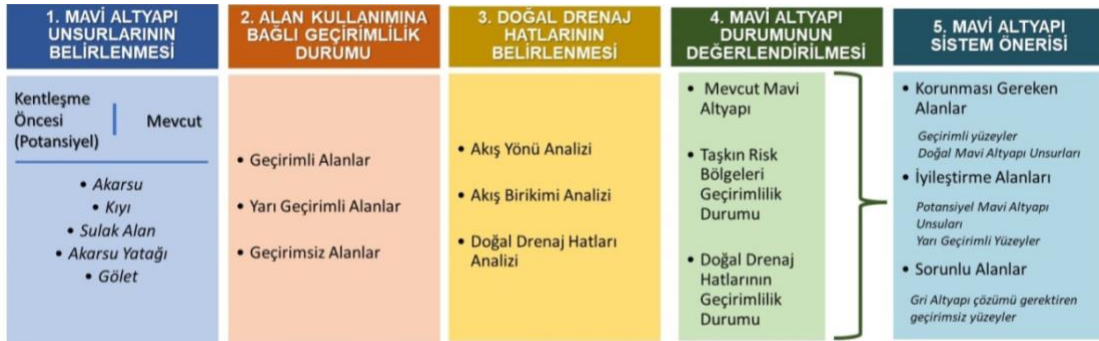 1. MAVİ ALTYAPI
UNSURLARININ
BELİRLENMESİ
Kentleşme
Öncesi
(Potansiyel)
Mevcut
• Akarsu
• Kıyı
• Sulak Alan
• Akarsu Yatağı
• Gölet
2. ALAN KULLANIMINA
BAĞLI GEÇİRİMLİLİK
DURUMU
• Geçirimli Alanlar
• Yarı Geçirimli Alanlar
• Geçirimsiz Alanlar
3. DOĞAL DRENAJ
HATLARININ
BELİRLENMESİ
• Akış Yönü Analizi
• Akış Birikimi Analizi
• Doğal Drenaj Hatları
Analizi
4. MAVİ ALTYAPI
DURUMUNUN
DEĞERLENDİRİLMESİ
• Mevcut Mavi
Altyapı
• Taşkın Risk
Bölgeleri
Geçirimlilik
Durumu
• Doğal Drenaj
Hatlarının
Geçirimlilik
Durumu
5. MAVİ ALTYAPI
SİSTEM ÖNERİSİ
• Korunması Gereken
Alanlar
Geçirimli yüzeyler
Doğal Mavi Altyapı Unsurları
• İyileştirme Alanları
Potansiyel Mavi Altyapı
Unsuları
Yarı Geçirimli Yüzeyler
• Sorunlu Alanlar
Gri Altyapı çözümü gerektiren
geçirimsiz yüzeyler